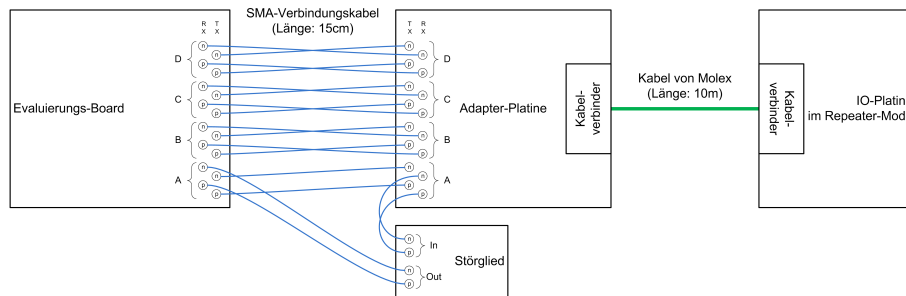 SMA-Verbindungskabel
(Länge: 15cm)
R X
T X
T X
R X
n
n
p
p
D
n
n
p
p
D
n
n
p
p
C
n
n
p
p
C
n
n
p
p
B
n
n
p
p
B
n
n
p
p
A
n
n
p
p
A
Evaluierungs-Board
Adapter-Platine
Kabel-
verbinder
Kabel von Molex
(Länge: 10m)
Kabel-
verbinder
IO-Platin
im Repeater-Mod
n
p
In
n
p
Out
Störglied